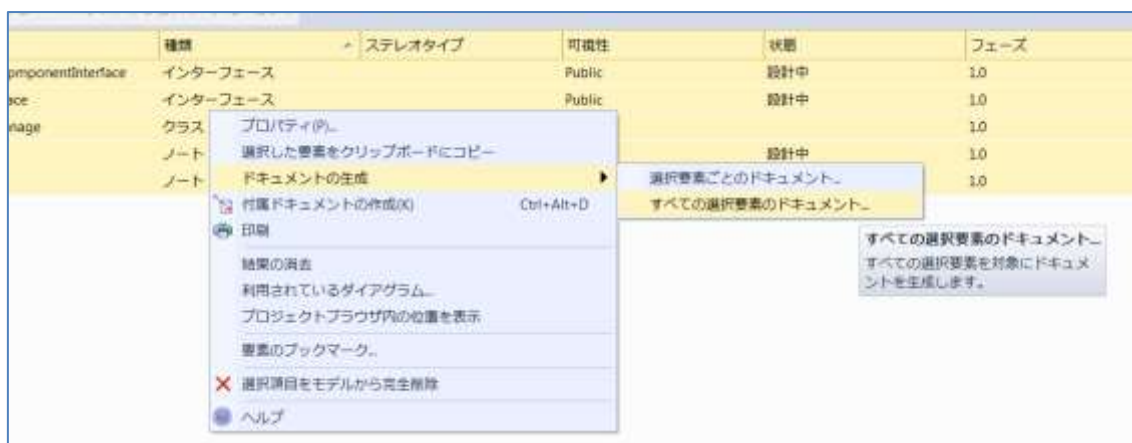 種類 ステレオタイプ 可視性 状態 フェーズ
omponentInterface インターフェース Public 設計中 1.0
ace インターフェース Public 設計中 1.0
nage クラス 1.0
ノート 設計中 1.0
ノート 1.0
プロパティ(P)...
選択した要素をクリップボードにコピー
ドキュメントの生成
選択要素ごとのドキュメント...
すべての選択要素のドキュメント...
付属ドキュメントの作成(X) Ctrl+Alt+D
印刷
すべての選択要素のドキュメント...
すべての選択要素を対象にドキュメ
ントを生成します。
結果の消去
利用されているダイアグラム...
プロジェクトブラウザ内の位置を表示
要素のブックマーク...
選択項目をモデルから完全削除
ヘルプ